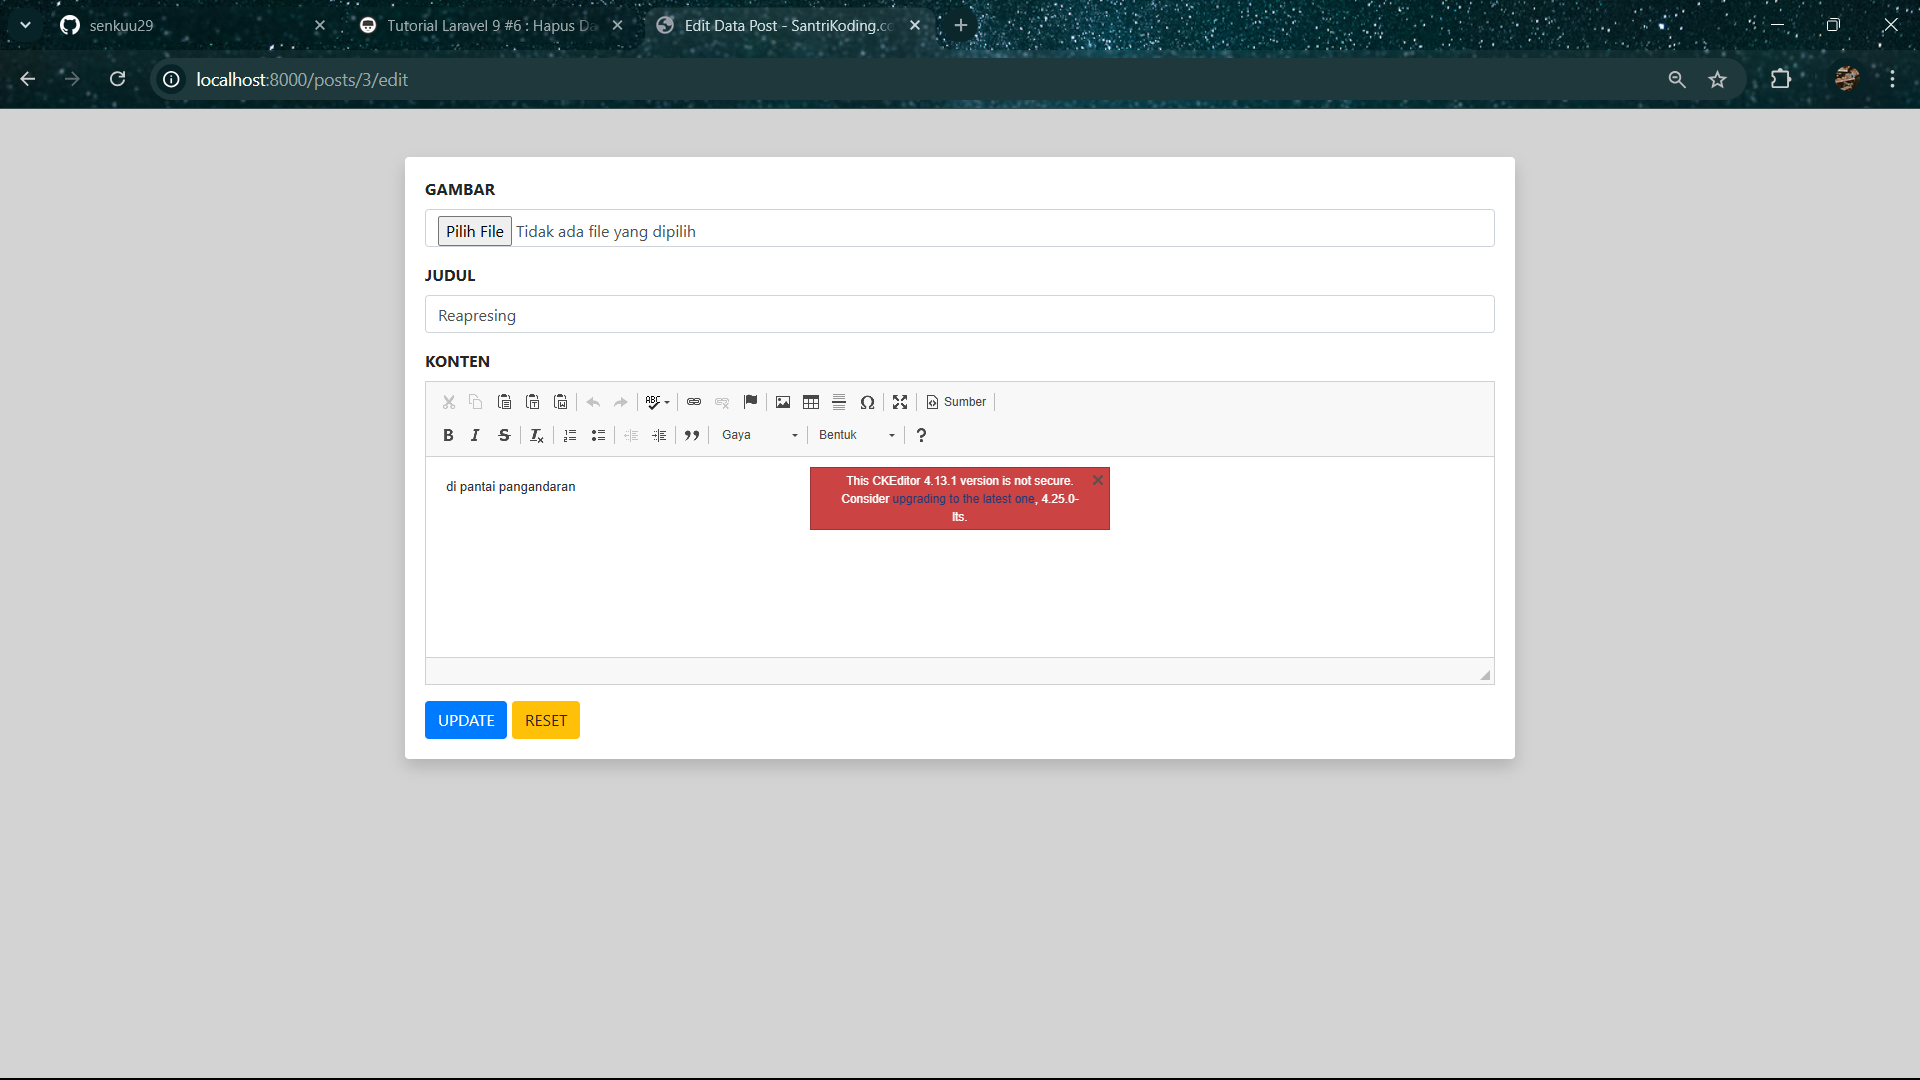 senkuu29
Tutorial Laravel 9 #6 : Hapus Da
Edit Data Post - SantriKoding.co
localhost:8000/posts/3/edit
GAMBAR
Pilih File Tidak ada file yang dipilih
JUDUL
Reapresing
KONTEN
ABC Ω Sumber
B I S Tx Gaya Bentuk ?
di pantai pangandaran
This CKEditor 4.13.1 version is not secure.
Consider upgrading to the latest one, 4.25.0-
lts.
UPDATE RESET